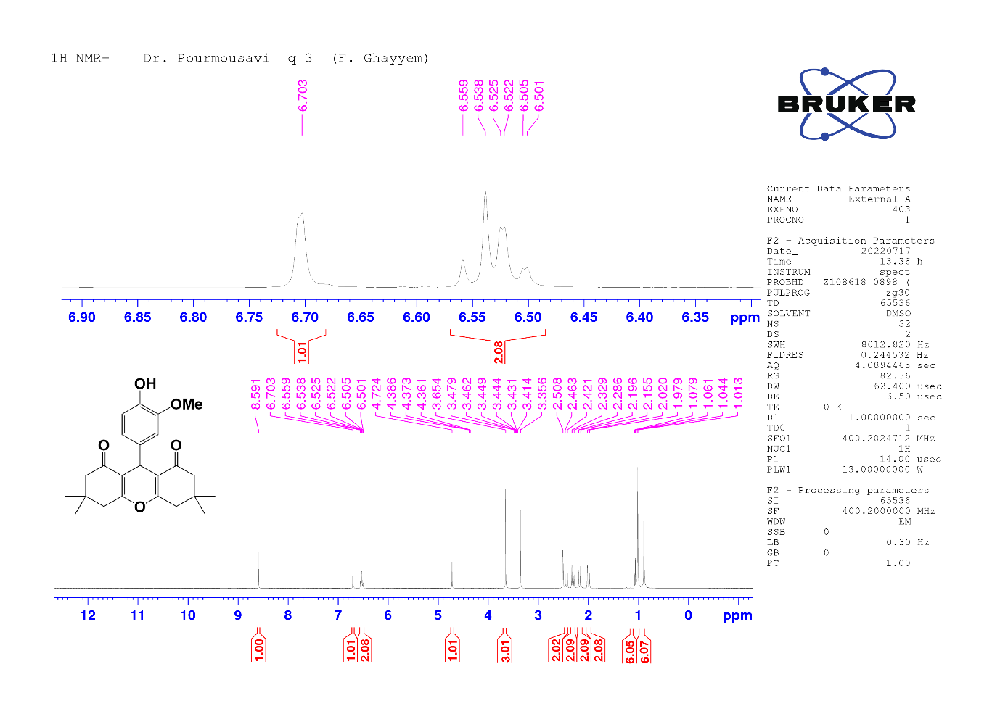 1H NMR-    Dr. Pourmousavi  q 3  (F. Ghayyem)
BRUKER
6.703
6.559
6.538
6.525
6.522
6.505
6.501
6.90 6.85 6.80 6.75 6.70 6.65 6.60 6.55 6.50 6.45 6.40 6.35 ppm
1.01
2.08
Current Data Parameters
NAME External-A
EXPNO 403
PROCNO 1
F2 - Acquisition Parameters
Date_ 20220717
Time 13.36 h
INSTRUM spect
PROBHD Z108618_0898 (
PULPROG zg30
TD 65536
SOLVENT DMSO
NS 32
DS 2
SWH 8012.820 Hz
FIDRES 0.244532 Hz
AQ 4.0894465 sec
RG 82.36
DW 62.400 usec
DE 6.50 usec
TE 0 K
D1 1.00000000 sec
TD0 1
SFO1 400.2024712 MHz
NUC1 1H
P1 14.00 usec
PLW1 13.00000000 W
F2 - Processing parameters
SI 65536
SF 400.2000000 MHz
WDW EM
SSB 0
LB 0.30 Hz
GB 0
PC 1.00
OH
OMe
O
O
O
8.591
6.703
6.559
6.538
6.525
6.522
6.505
6.501
4.724
4.386
4.373
4.361
3.654
3.479
3.462
3.449
3.444
3.431
3.414
3.356
2.508
2.463
2.421
2.329
2.286
2.196
2.155
2.020
1.979
1.079
1.061
1.044
1.013
12 11 10 9 8 7 6 5 4 3 2 1 0 ppm
1.00
1.01
2.08
1.01
3.01
2.02
2.09
2.09
2.08
6.05
6.07